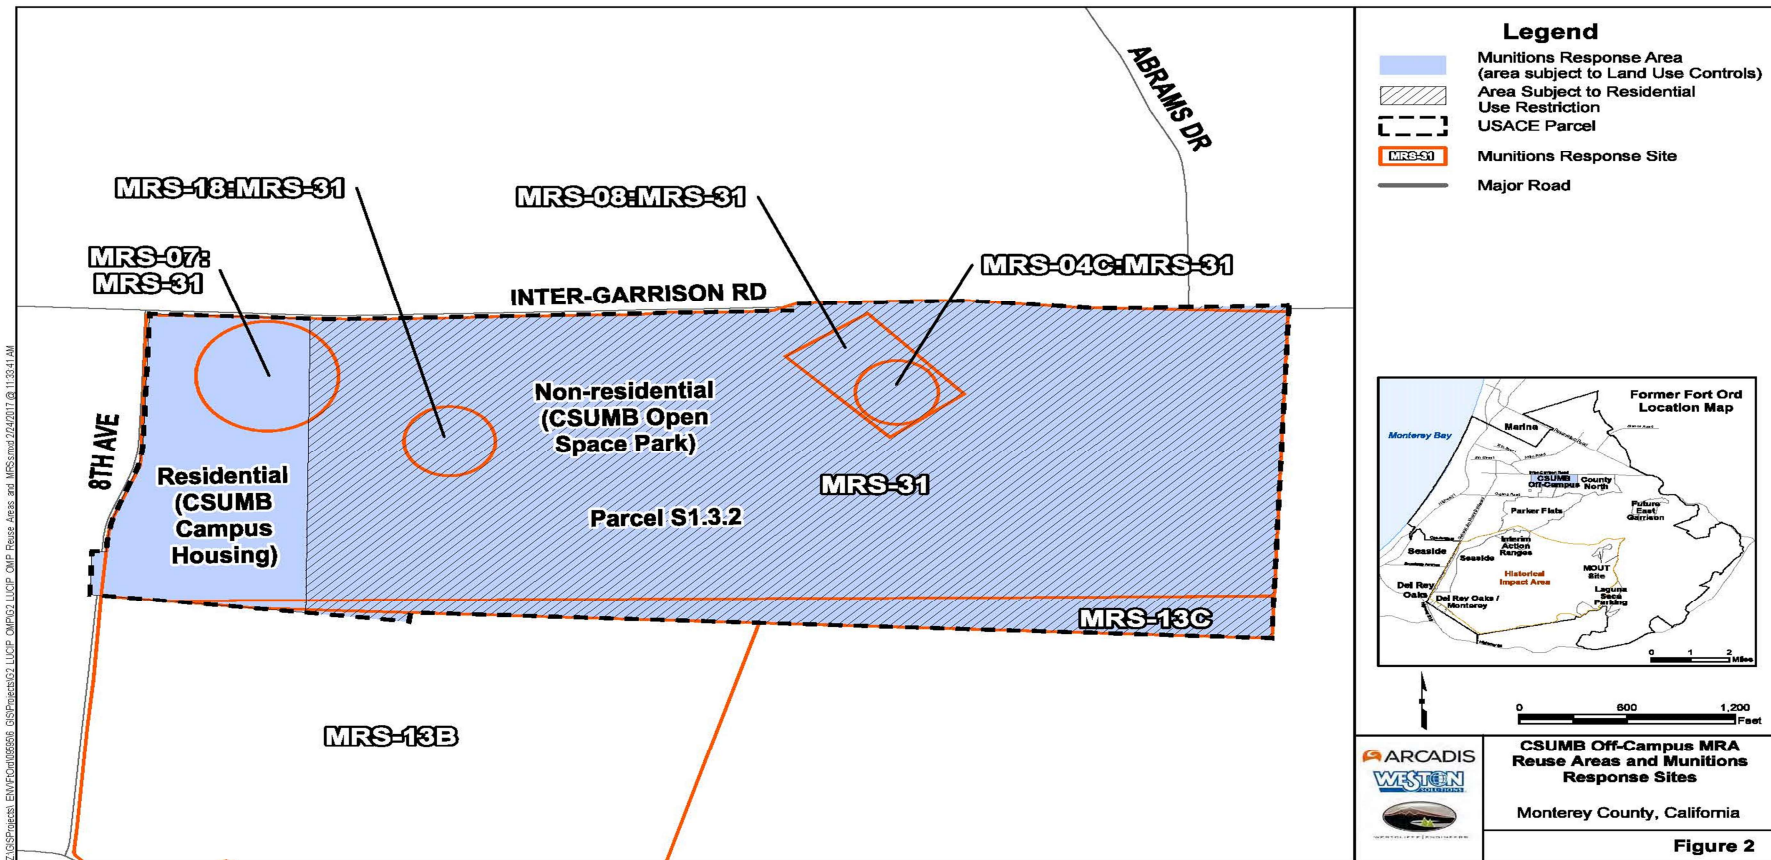 ABRAMS DR
MRS-18:MRS-31
MRS-08:MRS-31
MRS-07:
MRS-31
MRS-04C:MRS-31
INTER-GARRISON RD
8TH AVE
Non-residential
(CSUMB Open
Space Park)
Residential
(CSUMB
Campus
Housing)
MRS-31
Parcel S1.3.2
MRS-13C
MRS-13B
Legend
Munitions Response Area
(area subject to Land Use Controls)
Area Subject to Residential
Use Restriction
USACE Parcel
MRS-31
Munitions Response Site
Major Road
Former Fort Ord
Location Map
Monterey Bay
Marina
CSUMB
Off-Campus
County
North
Parker Flats
Future
East
Garrison
Seaside
Seaside
Interim
Action
Ranges
MOUT
Site
Historical
Impact Area
Laguna
Seca
Parking
Del Rey
Oaks
Del Rey Oaks /
Monterey
0 1 2
Miles
0 600 1,200
Feet
ARCADIS
WESTON
SOLUTIONS
WESTCLIFFE ENGINEERS
CSUMB Off-Campus MRA
Reuse Areas and Munitions
Response Sites
Monterey County, California
Figure 2